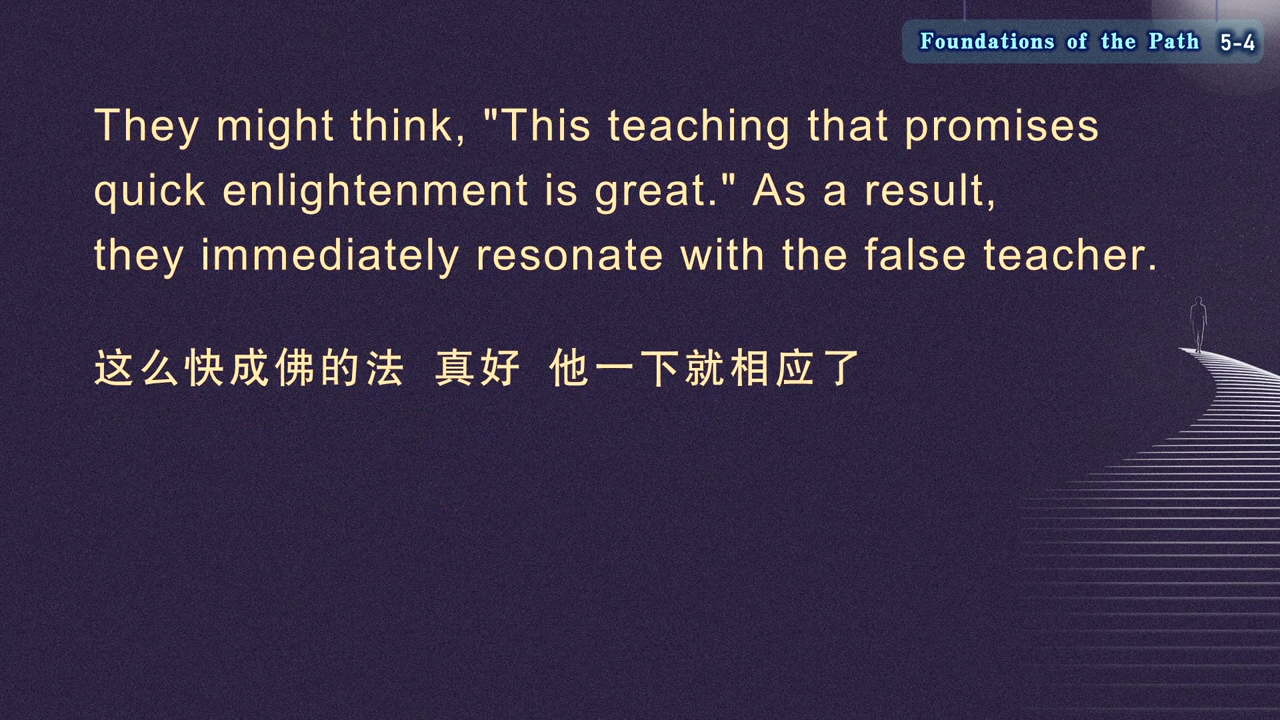 Foundations of the Path 5-4
They might think, "This teaching that promises
quick enlightenment is great." As a result,
they immediately resonate with the false teacher.
这么快成佛的法 真好 他一下就相应了